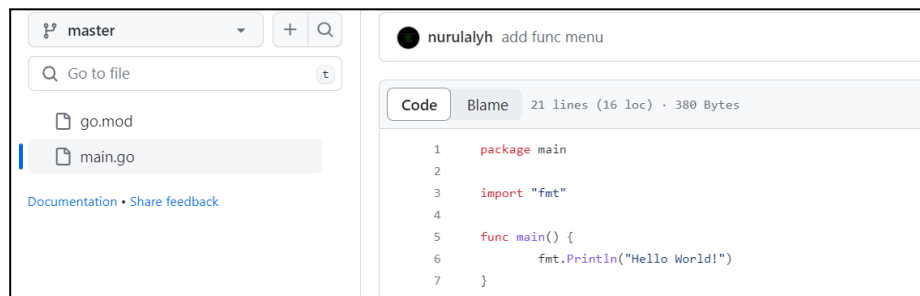 master
Go to file
t
go.mod
main.go
Documentation • Share feedback
nurulalyh add func menu
Code Blame 21 lines (16 loc) · 380 Bytes
1 package main
2
3 import "fmt"
4
5 func main() {
6 fmt.Println("Hello World!")
7 }